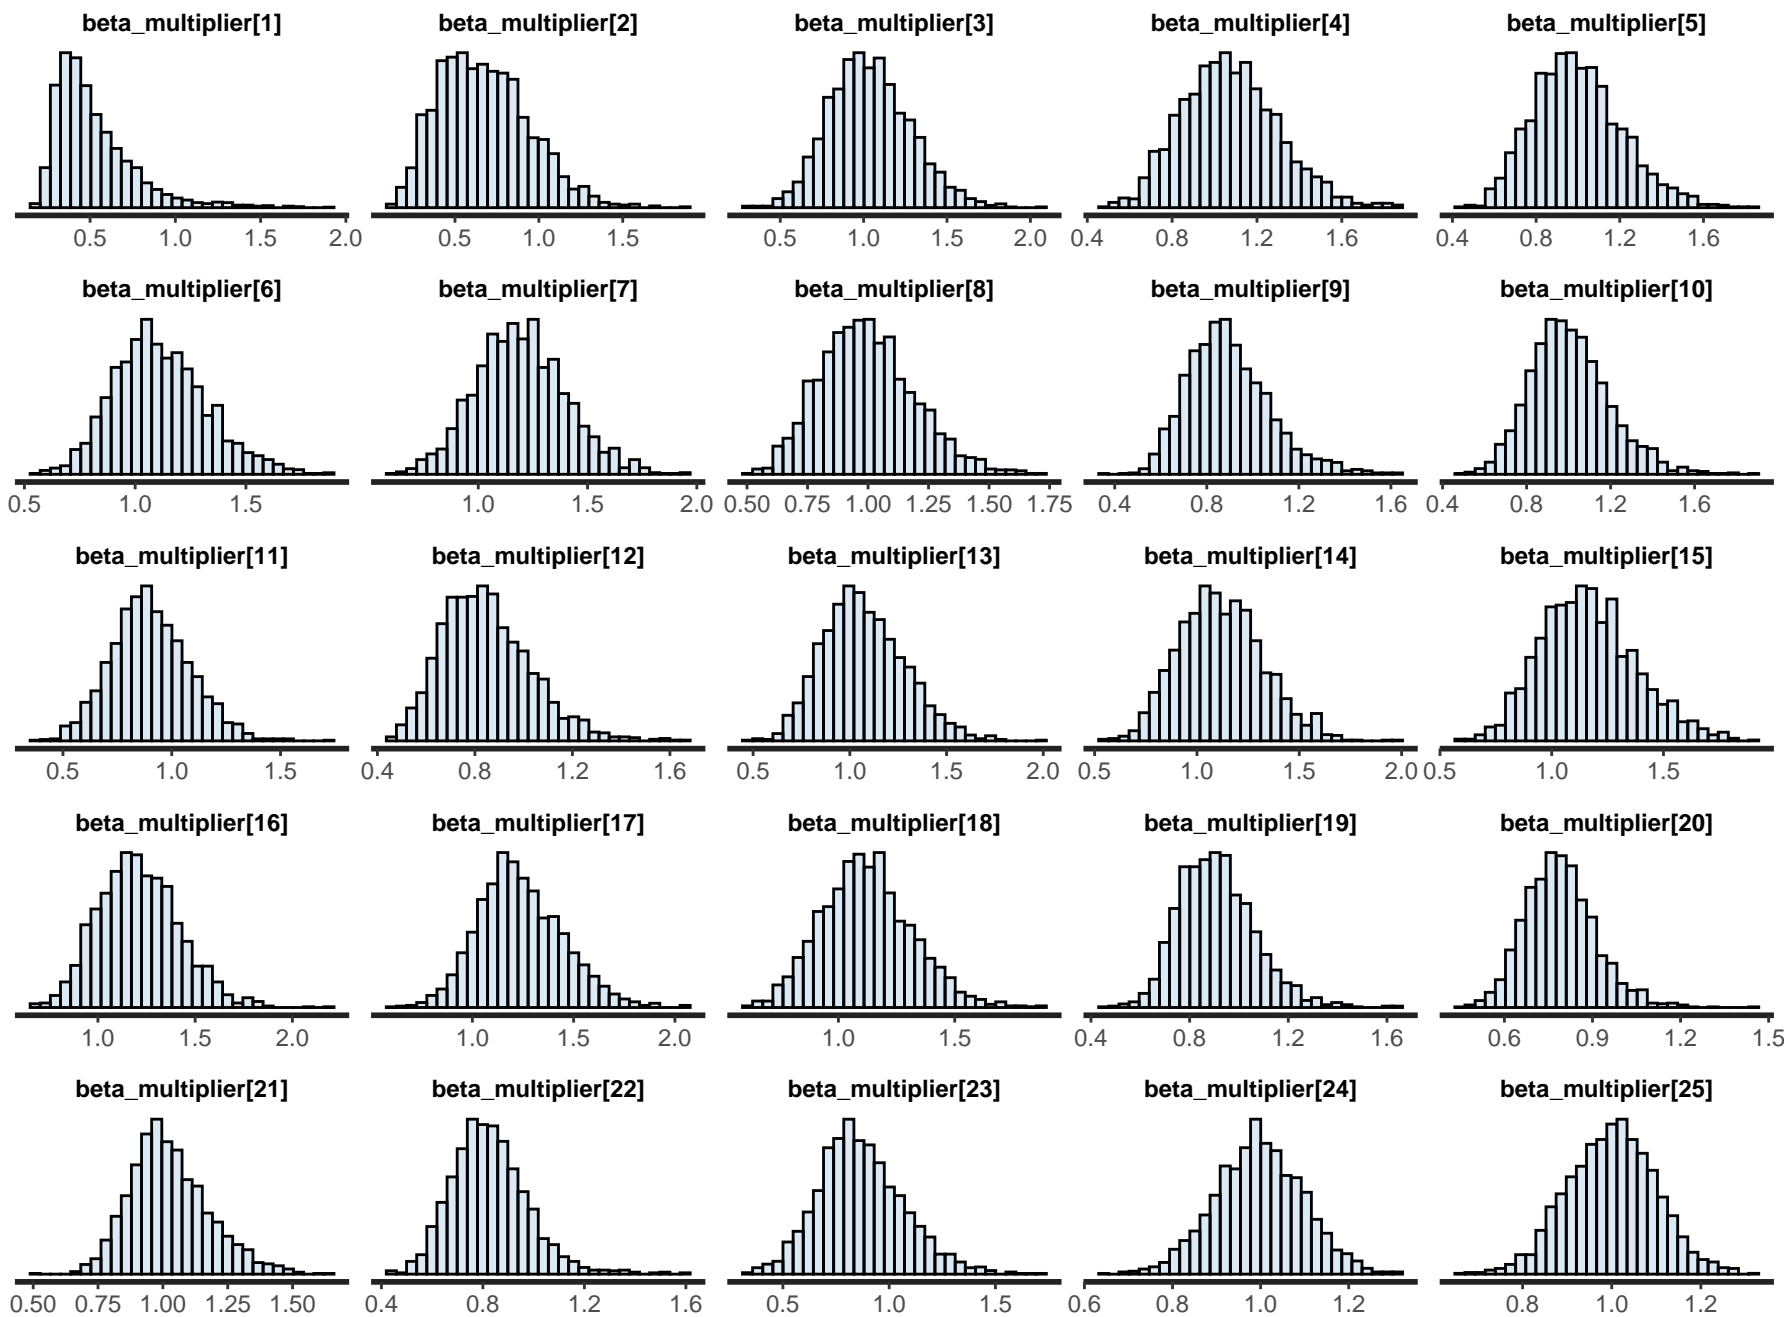 beta_multiplier[1] beta_multiplier[2] beta_multiplier[3] beta_multiplier[4] beta_multiplier[5]
0.5 1.0 1.5 2.0 0.5 1.0 1.5 0.5 1.0 1.5 2.0 0.4 0.8 1.2 1.6 0.4 0.8 1.2 1.6
beta_multiplier[6] beta_multiplier[7] beta_multiplier[8] beta_multiplier[9] beta_multiplier[10]
0.5 1.0 1.5 1.0 1.5 2.0 0.50 0.75 1.00 1.25 1.50 1.75 0.4 0.8 1.2 1.6 0.4 0.8 1.2 1.6
beta_multiplier[11] beta_multiplier[12] beta_multiplier[13] beta_multiplier[14] beta_multiplier[15]
0.5 1.0 1.5 0.4 0.8 1.2 1.6 0.5 1.0 1.5 2.0 0.5 1.0 1.5 2.0 0.5 1.0 1.5
beta_multiplier[16] beta_multiplier[17] beta_multiplier[18] beta_multiplier[19] beta_multiplier[20]
1.0 1.5 2.0 1.0 1.5 2.0 1.0 1.5 0.4 0.8 1.2 1.6 0.6 0.9 1.2 1.5
beta_multiplier[21] beta_multiplier[22] beta_multiplier[23] beta_multiplier[24] beta_multiplier[25]
0.50 0.75 1.00 1.25 1.50 0.4 0.8 1.2 1.6 0.5 1.0 1.5 0.6 0.8 1.0 1.2 0.8 1.0 1.2